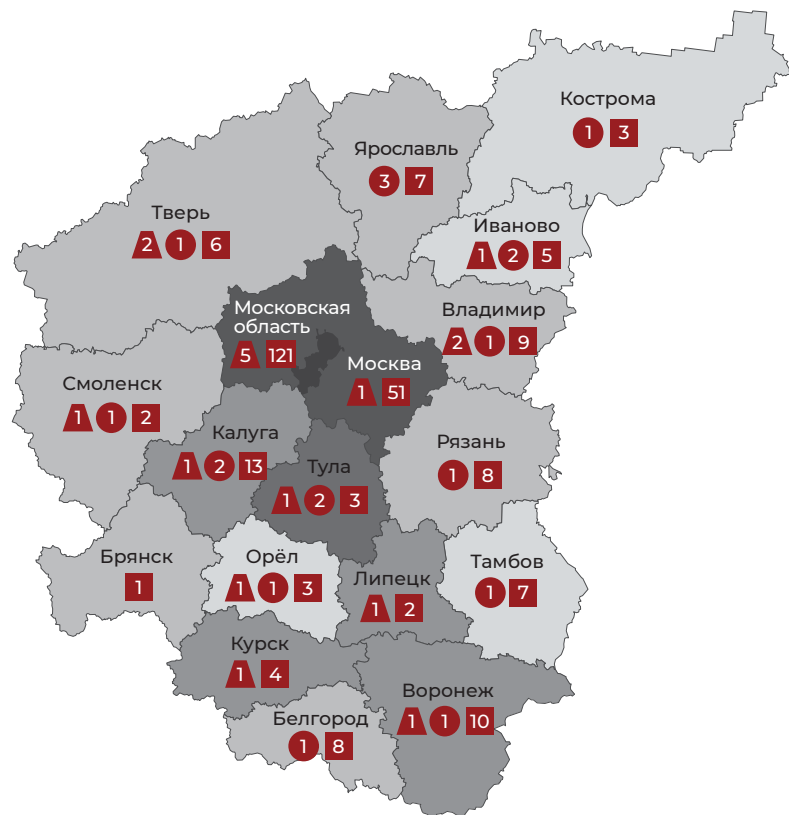 Кострома
1 3
Ярославль
3 7
Тверь
2 1 6
Иваново
1 2 5
Московская
область
5 121
Владимир
2 1 9
Москва
1 51
Смоленск
1 1 2
Калуга
1 2 13
Рязань
1 8
Тула
1 2 3
Брянск
1
Орёл
1 1 3
Липецк
1 2
Тамбов
1 7
Курск
1 4
Воронеж
1 1 10
Белгород
1 8